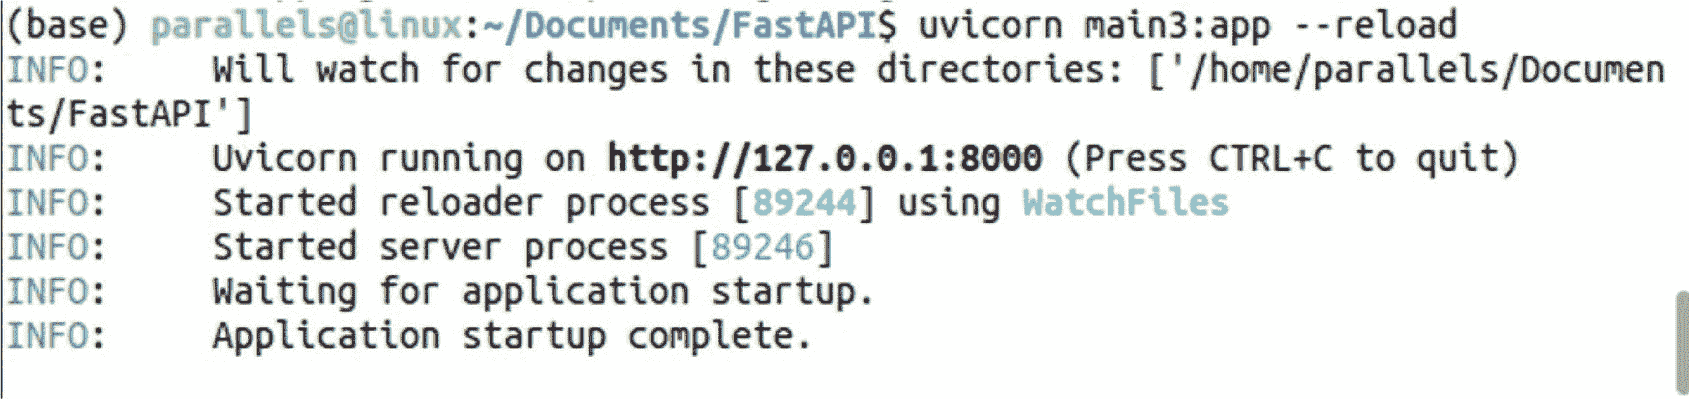 (base) parallels@linux:~/Documents/FastAPI$ uvicorn main3:app --reload
INFO:     Will watch for changes in these directories: ['/home/parallels/Documen
ts/FastAPI']
INFO:     Uvicorn running on http://127.0.0.1:8000 (Press CTRL+C to quit)
INFO:     Started reloader process [89244] using WatchFiles
INFO:     Started server process [89246]
INFO:     Waiting for application startup.
INFO:     Application startup complete.